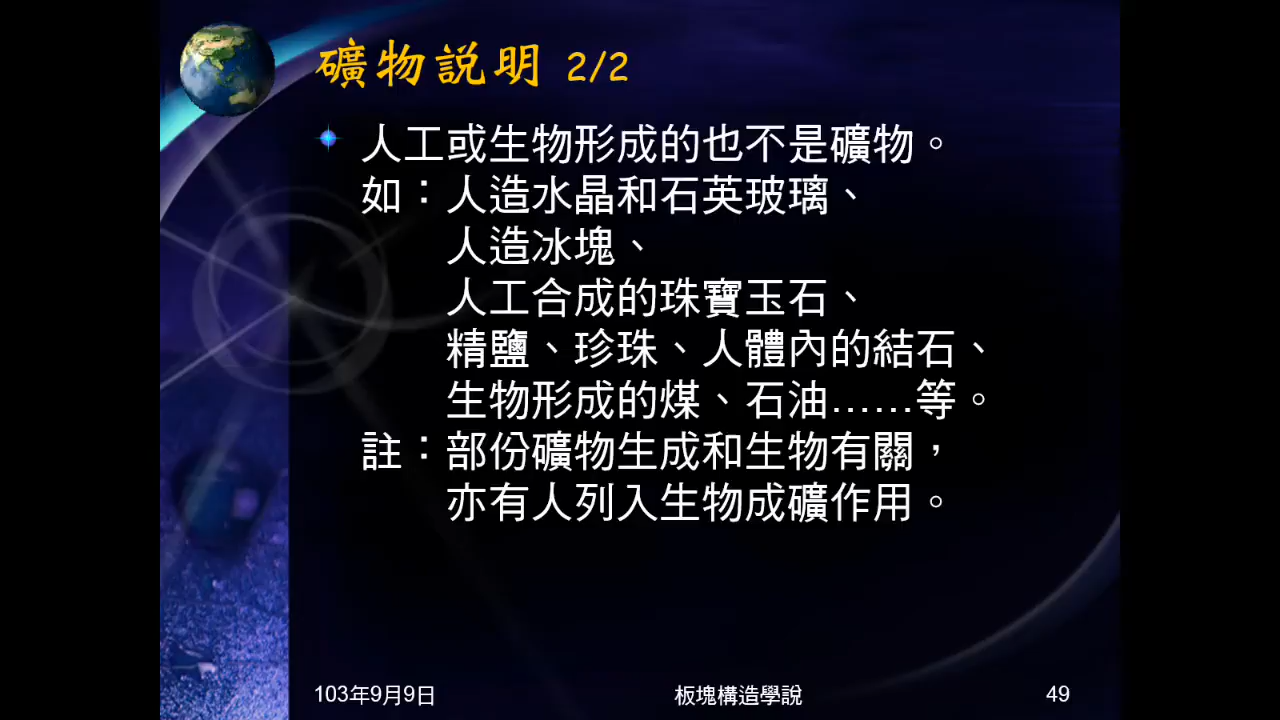 礦物說明 2/2
人工或生物形成的也不是礦物。
如：人造水晶和石英玻璃、
人造冰塊、
人工合成的珠寶玉石、
精鹽、珍珠、人體內的結石、
生物形成的煤、石油……等。
註：部份礦物生成和生物有關，
亦有人列入生物成礦作用。
103年9月9日 板塊構造學說 49